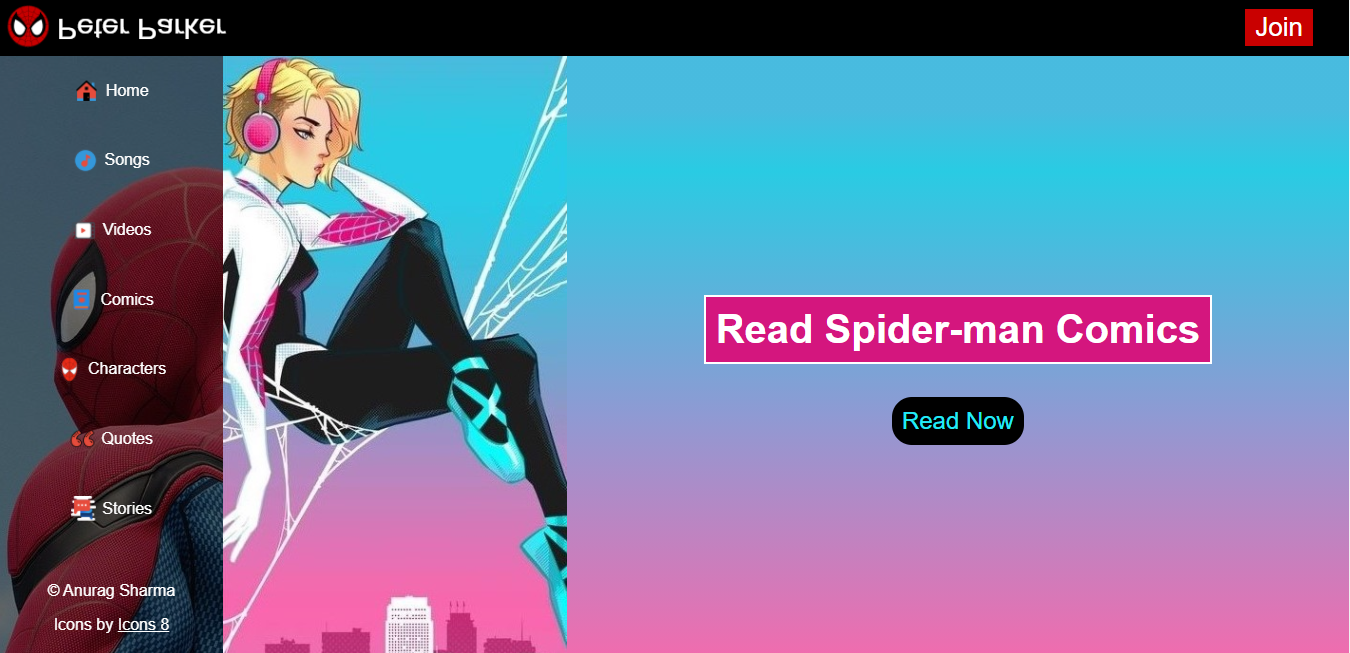 Peter Parker
Join
Home
Songs
Videos
Comics
Characters
Quotes
Stories
© Anurag Sharma
Icons by Icons 8
Read Spider-man Comics
Read Now